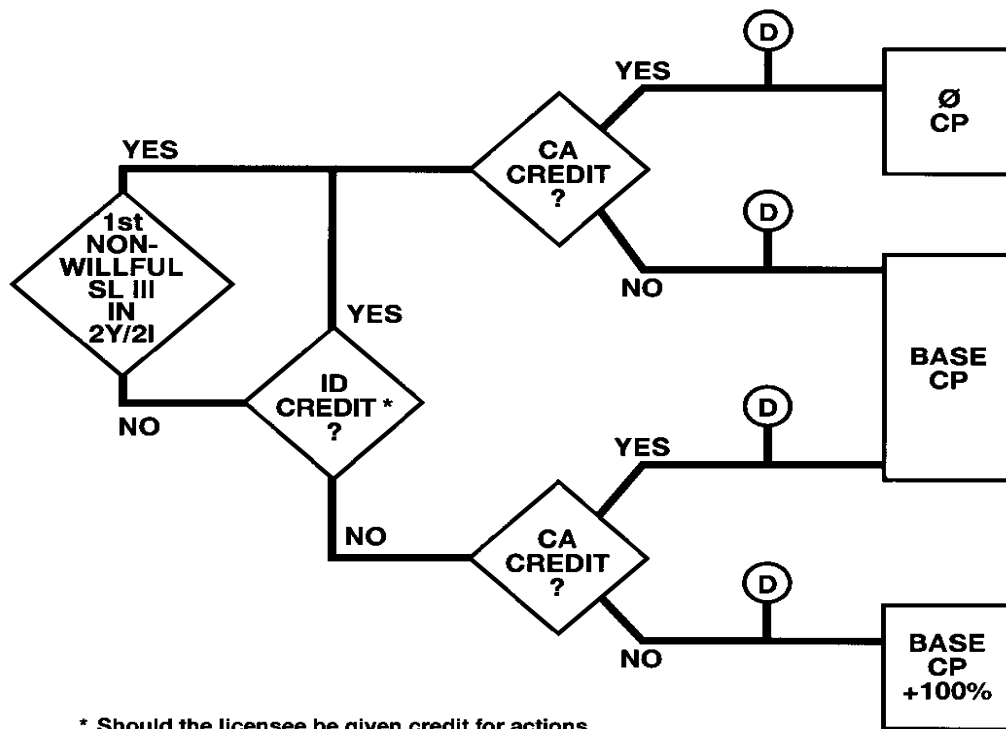 D
YES
Ø
CP
CA
CREDIT
?
YES
D
1st
NON-
WILLFUL
SL III
IN
2Y/2I
NO
YES
BASE
CP
ID
CREDIT *
?
NO
D
YES
CA
CREDIT
?
NO
D
NO
BASE
CP
+100%
* Should the licensee be given credit for actions